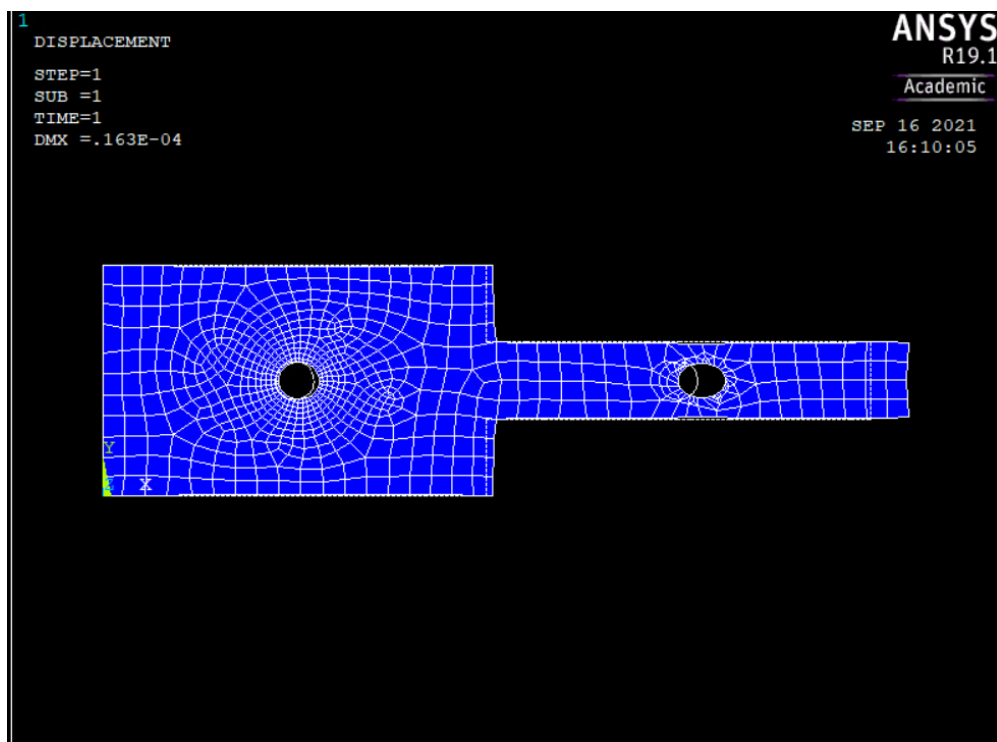 1
DISPLACEMENT
STEP=1
SUB =1
TIME=1
DMX =.163E-04
ANSYS
R19.1
Academic
SEP 16 2021
16:10:05
Y
X